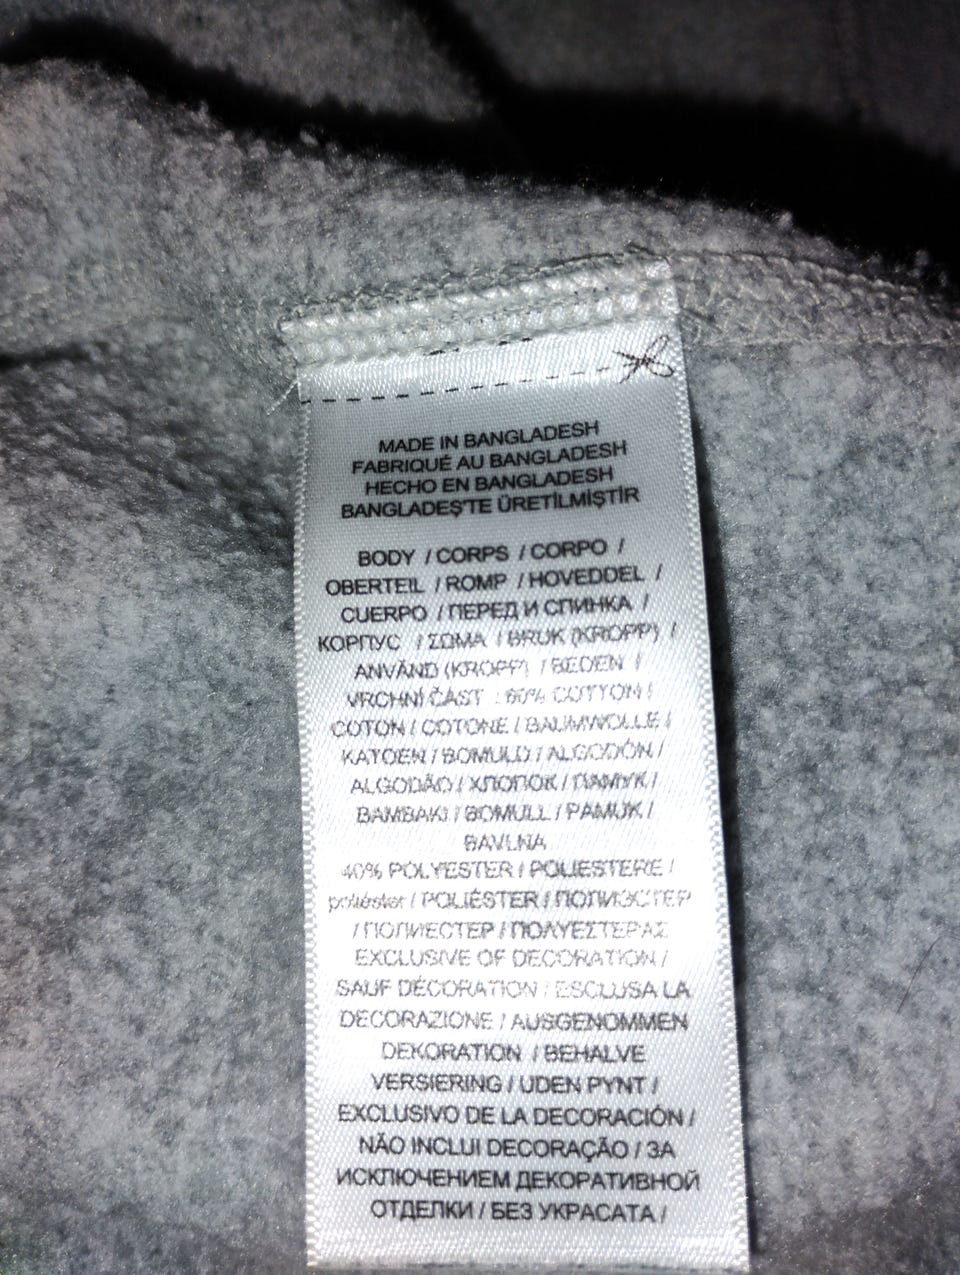 MADE IN BANGLADESH
FABRIQUÉ AU BANGLADESH
HECHO EN BANGLADESH
BANGLADEŞ'TE ÜRETİLMİŞTİR
BODY / CORPS / CORPO /
OBERTEIL / ROMP / HOVEDDEL /
CUERPO / ПЕРЕД И СПИНКА /
КОРПУС / ΣΩΜΑ / BRUK (KROPP) /
ANVÄND (KROPP) / BEDEN /
VRCHNÍ ČÁST : 60% COTTON /
COTON / COTONE / BAUMWOLLE /
KATOEN / BOMULD / ALGODÓN /
ALGODÃO / ХЛОПОК / ПАМУК /
ΒΑΜΒΑΚΙ / BOMULL / PAMUK /
BAVLNA
40% POLYESTER / POLIESTERE /
poliéster / POLIÉSTER / ПОЛИЭСТЕР
/ ПОЛИЕСТЕР / ΠΟΛΥΕΣΤΕΡΑΣ
EXCLUSIVE OF DECORATION /
SAUF DÉCORATION / ESCLUSA LA
DECORAZIONE / AUSGENOMMEN
DEKORATION / BEHALVE
VERSIERING / UDEN PYNT /
EXCLUSIVO DE LA DECORACIÓN /
NÃO INCLUI DECORAÇÃO / ЗА
ИСКЛЮЧЕНИЕМ ДЕКОРАТИВНОЙ
ОТДЕЛКИ / БЕЗ УКРАСАТА /